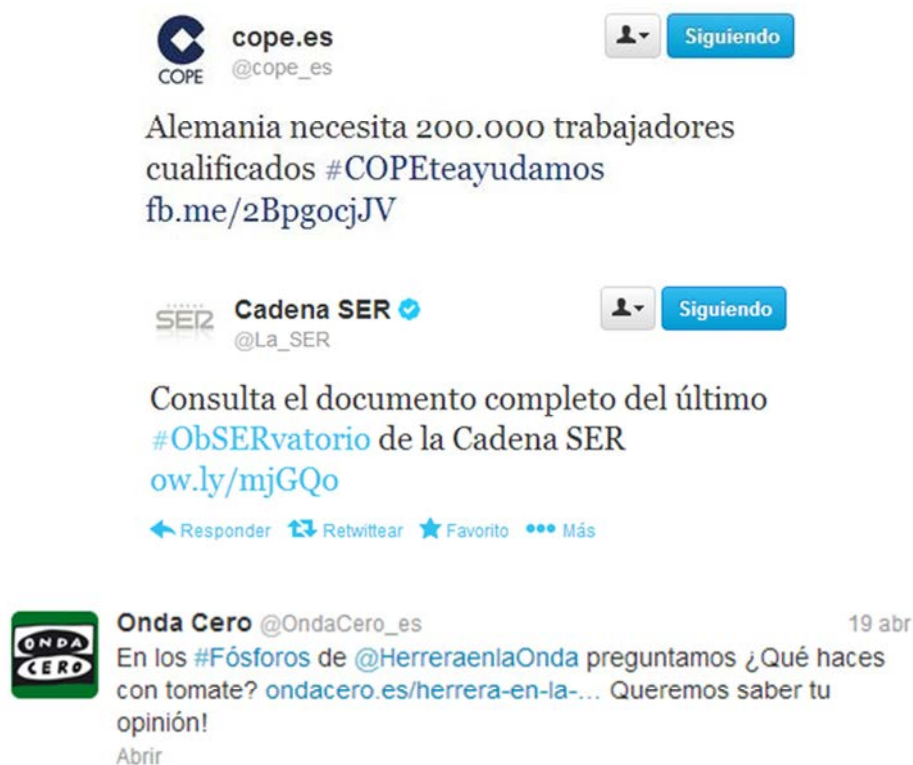 COPE
cope.es
@cope_es
Siguiendo
Alemania necesita 200.000 trabajadores
cualificados #COPEteayudamos
fb.me/2BpgocjJV
SER
Cadena SER
@La_SER
Siguiendo
Consulta el documento completo del último
#ObSERvatorio de la Cadena SER
ow.ly/mjGQo
Responder Retwittear Favorito Más
ONDA
CERO
Onda Cero @OndaCero_es 19 abr
En los #Fósforos de @HerreraenlaOnda preguntamos ¿Qué haces
con tomate? ondacero.es/herrera-en-la-... Queremos saber tu
opinión!
Abrir